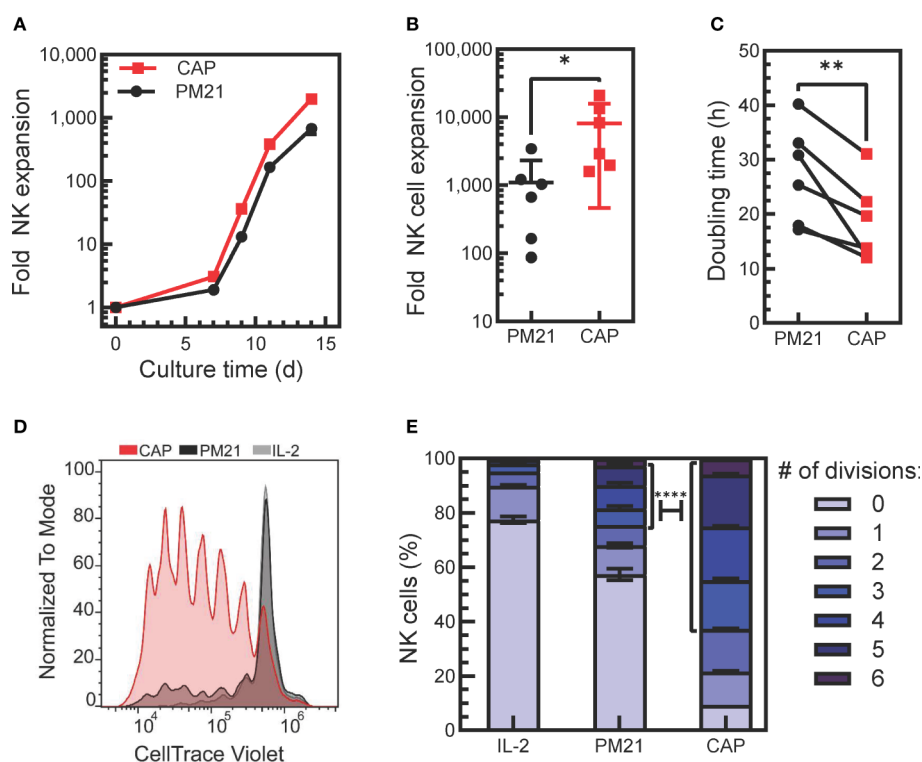 A
10,000
1,000
100
10
1
0
5
10
15
Fold NK expansion
Culture time (d)
CAP
PM21
B
100,000
10,000
1,000
100
10
Fold NK cell expansion
*
PM21
CAP
C
50
40
30
20
10
0
Doubling time (h)
**
PM21
CAP
D
CAP
PM21
IL-2
100
80
60
40
20
0
Normalized To Mode
10^4
10^5
10^6
CellTrace Violet
E
100
80
60
40
20
0
NK cells (%)
****
IL-2
PM21
CAP
# of divisions:
0
1
2
3
4
5
6